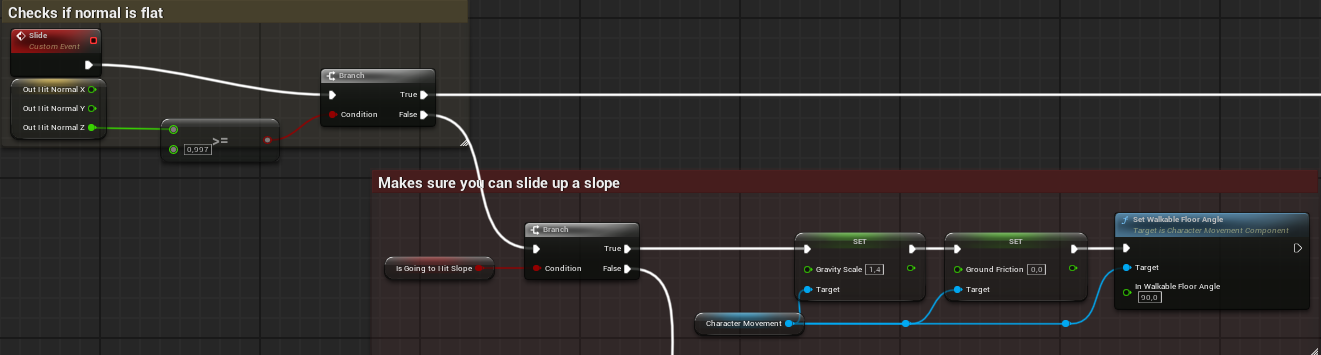 Checks if normal is flat
Slide
Custom Event
Out Hit Normal X
Out Hit Normal Y
Out Hit Normal Z
>=
0,997
Branch
True
Condition
False
Makes sure you can slide up a slope
Is Going to Hit Slope
Branch
True
Condition
False
SET
Gravity Scale 1,4
Target
Character Movement
SET
Ground Friction 0,0
Target
f Set Walkable Floor Angle
Target is Character Movement Component
Target
In Walkable Floor Angle
90,0